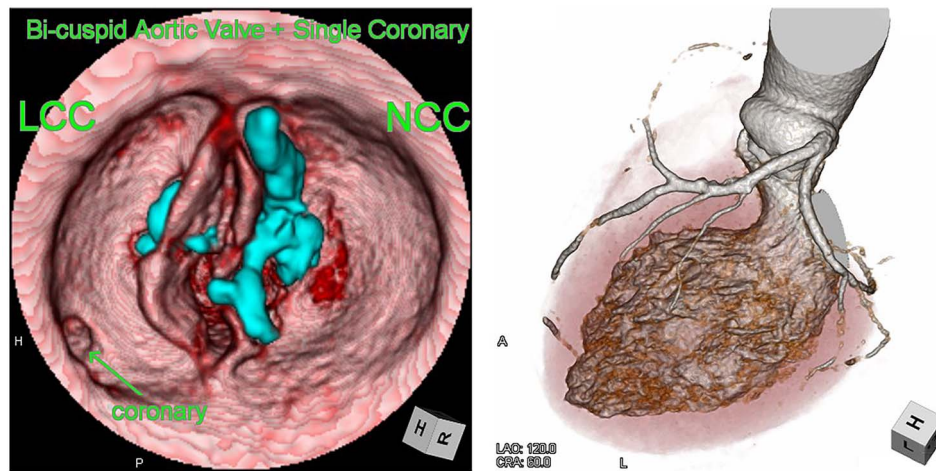 Bi-cuspid Aortic Valve + Single Coronary
LCC
NCC
coronary
H
P
H
R
A
L
LAO: 120.0
CRA: 60.0
H
L